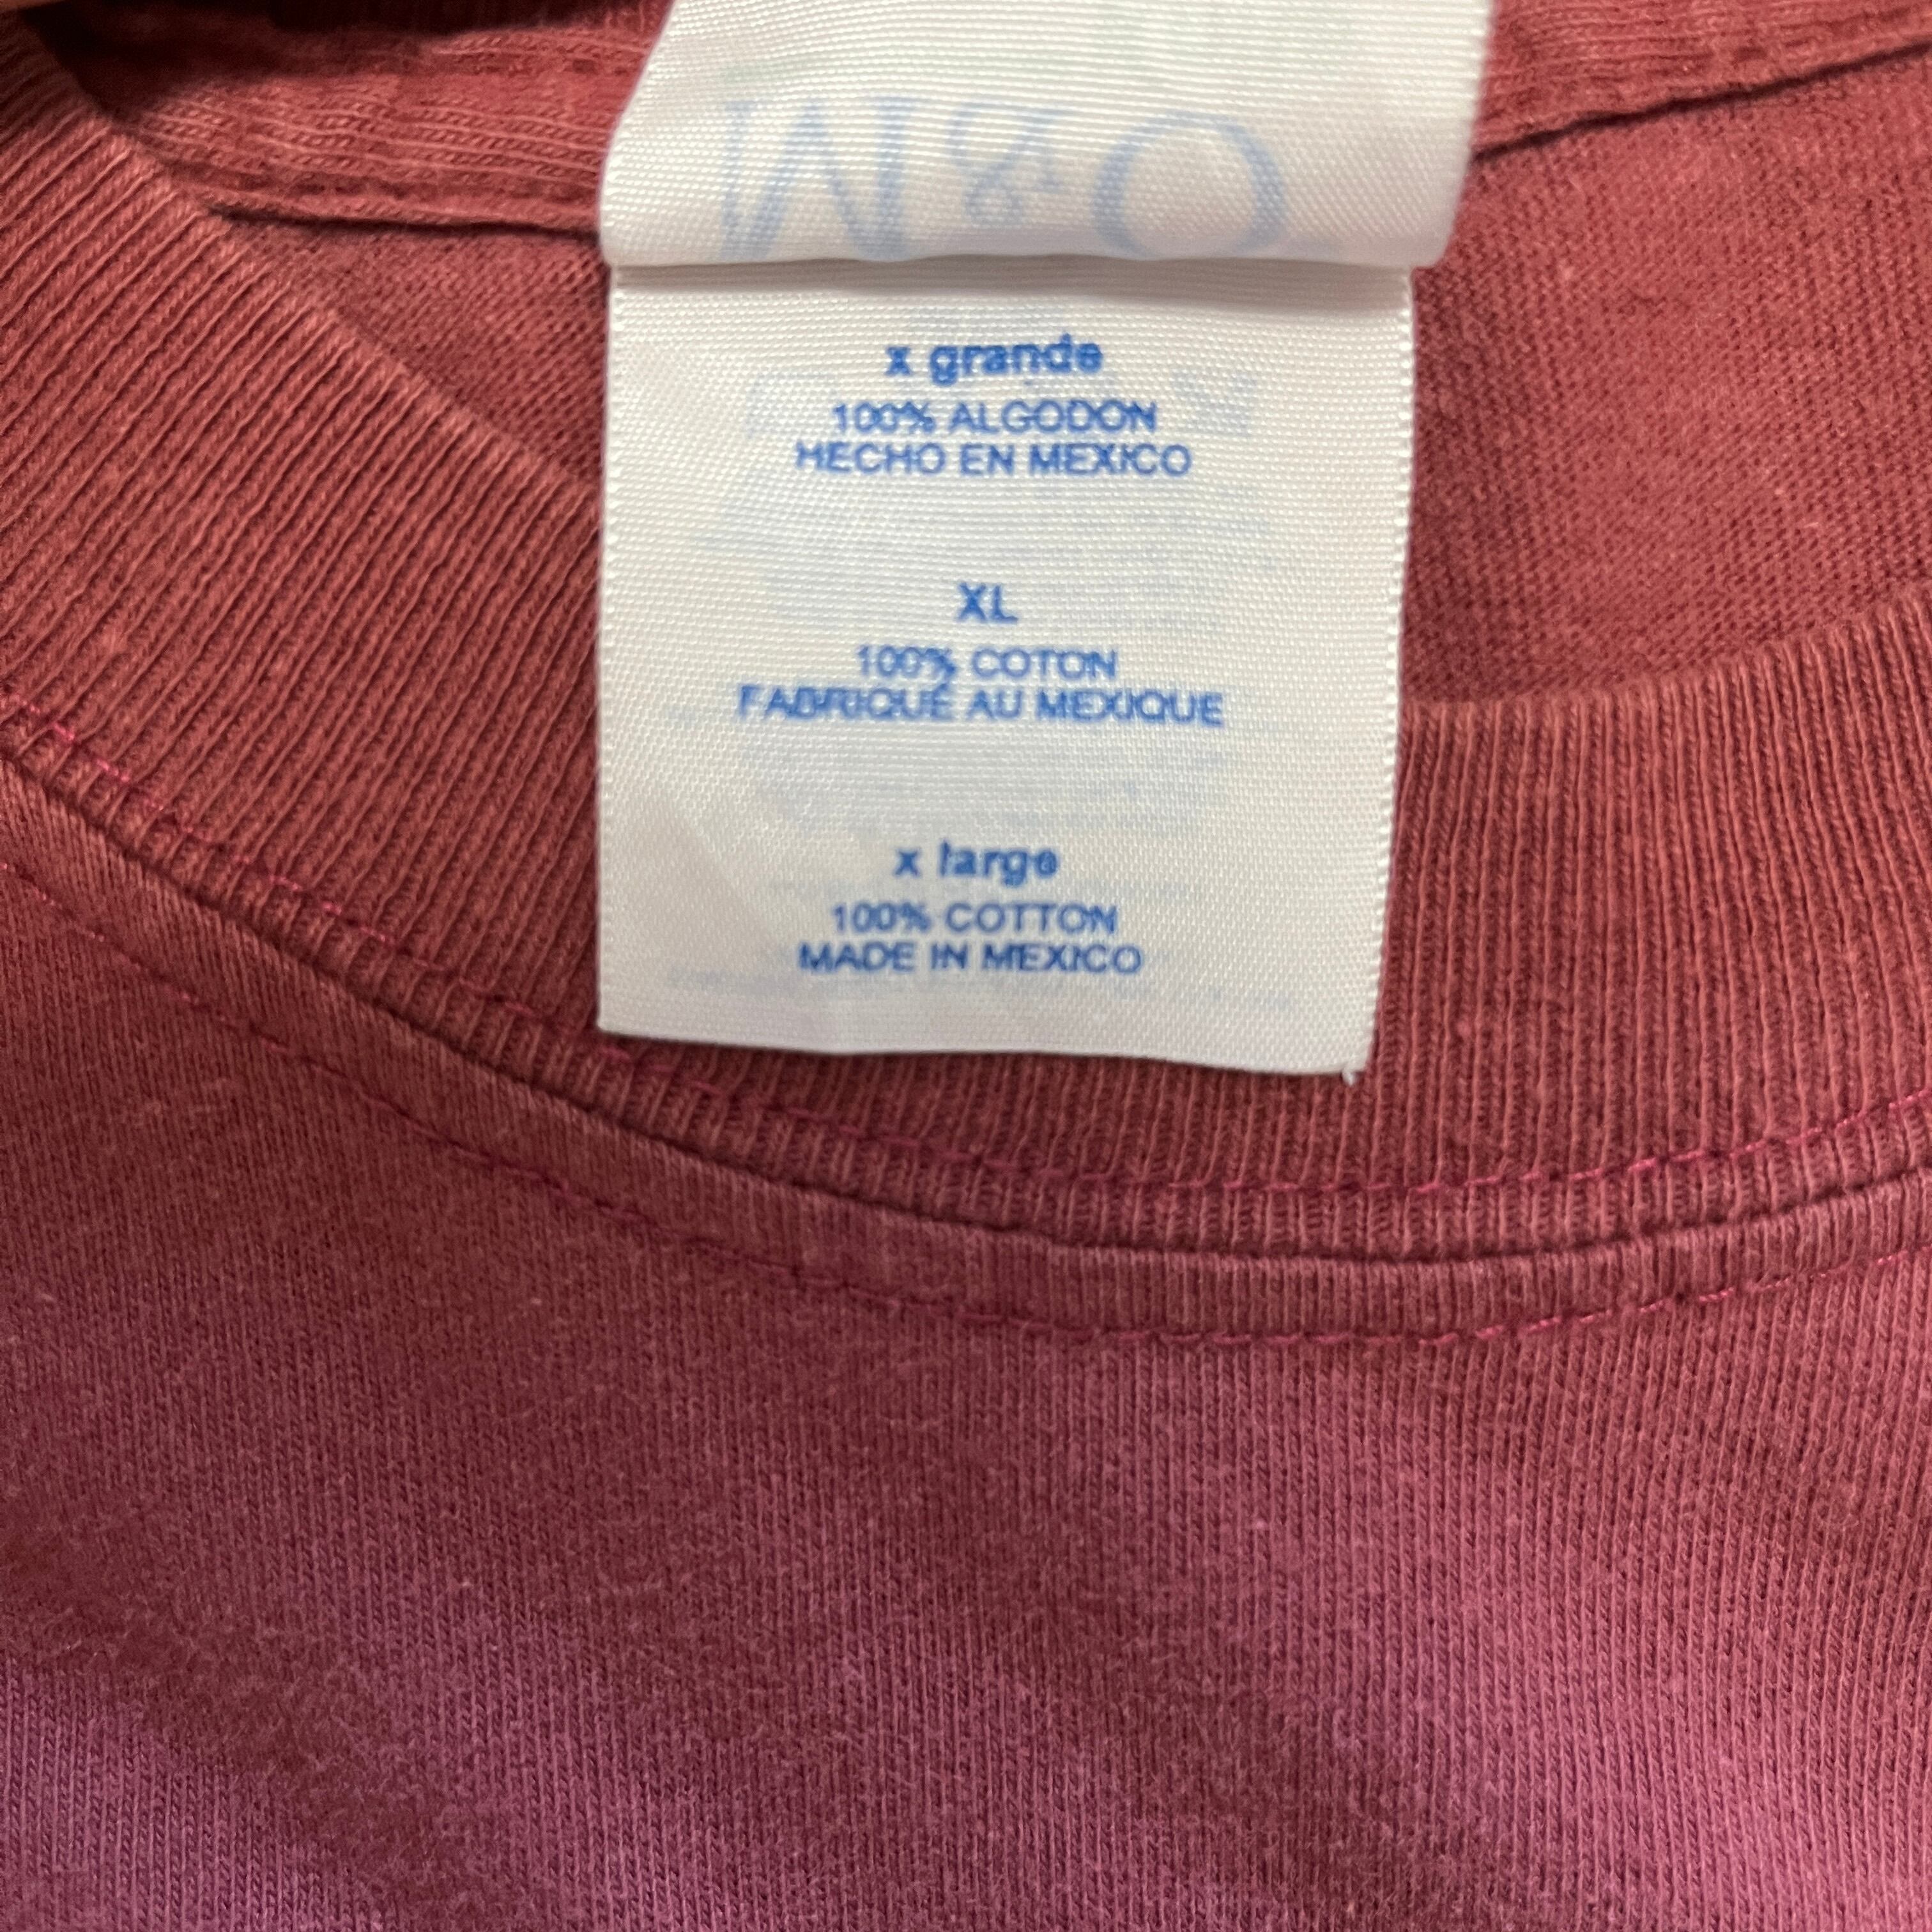 M&O
x grande
100% ALGODON
HECHO EN MEXICO
XL
100% COTON
FABRIQUÉ AU MEXIQUE
x large
100% COTTON
MADE IN MEXICO